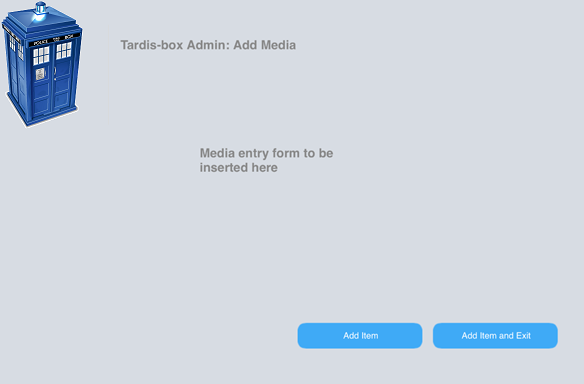 POLICE BOX
Tardis-box Admin: Add Media
Media entry form to be
inserted here
Add Item
Add Item and Exit